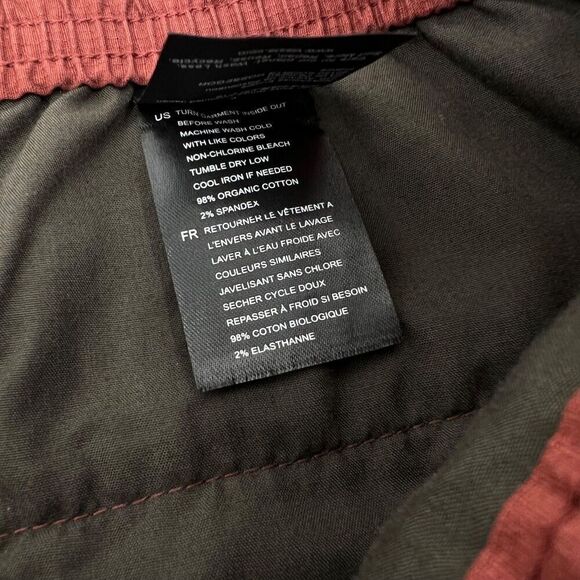 US TURN GARMENT INSIDE OUT
BEFORE WASH
MACHINE WASH COLD
WITH LIKE COLORS
NON-CHLORINE BLEACH
TUMBLE DRY LOW
COOL IRON IF NEEDED
98% ORGANIC COTTON
2% SPANDEX
FR RETOURNER LE VÊTEMENT A
L'ENVERS AVANT LE LAVAGE
LAVER À L'EAU FROIDE AVEC
COULEURS SIMILAIRES
JAVELISANT SANS CHLORE
SECHER CYCLE DOUX
REPASSER À FROID SI BESOIN
98% COTON BIOLOGIQUE
2% ELASTHANNE